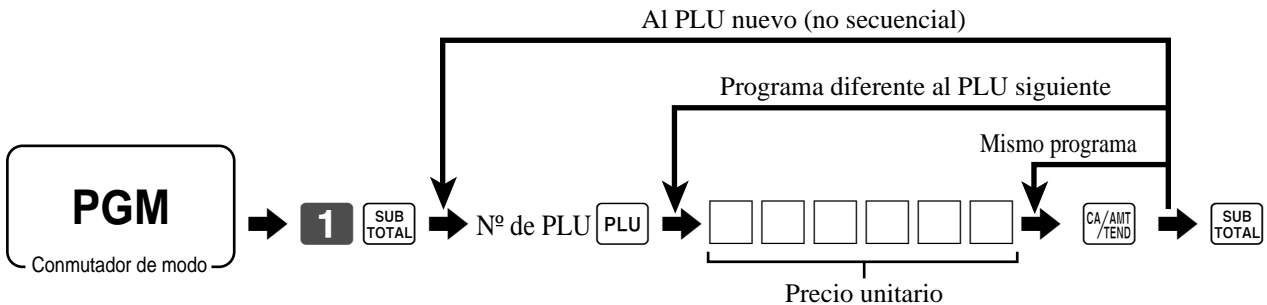 Al PLU nuevo (no secuencial)
Programa diferente al PLU siguiente
Mismo programa
PGM
Conmutador de modo
1 SUB TOTAL Nº de PLU PLU CA/AMT TEND SUB TOTAL
Precio unitario